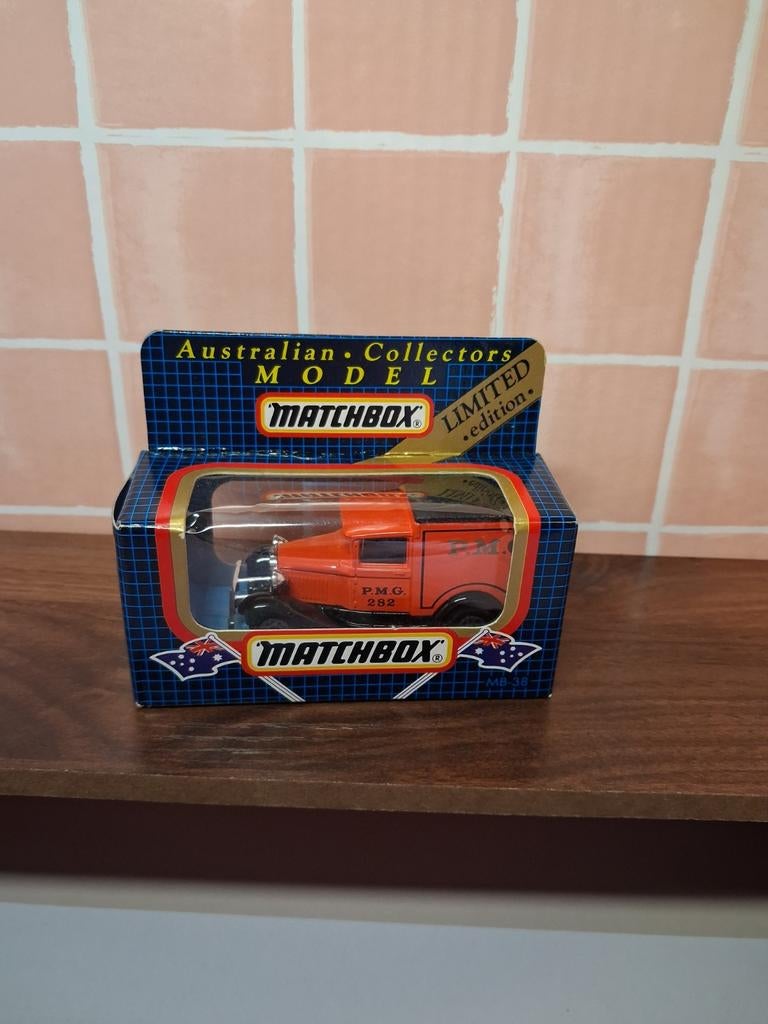 Australian • Collectors
MODEL
MATCHBOX®
LIMITED
•edition•
P.M.
P.M.G.
282
MATCHBOX®
MB-38